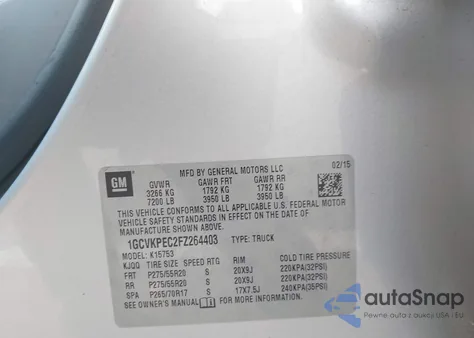 GM
MFD BY GENERAL MOTORS LLC
02/15
GVWR GAWR FRT GAWR RR
3266 KG 1792 KG 1792 KG
7200 LB 3950 LB 3950 LB
THIS VEHICLE CONFORMS TO ALL APPLICABLE U.S. FEDERAL MOTOR
VEHICLE SAFETY STANDARDS IN EFFECT ON THE DATE OF
MANUFACTURE SHOWN ABOVE.
1GCVKPEC2FZ264403 TYPE: TRUCK
MODEL: K15753
KJQQ TIRE SIZE SPEED RTG RIM COLD TIRE PRESSURE
FRT P275/55R20 S 20X9J 220KPA(32PSI)
RR P275/55R20 S 20X9J 220KPA(32PSI)
SPA P265/70R17 S 17X7.5J 240KPA(35PSI)
SEE OWNER'S MANUAL FOR MORE INFORMATION.
autaSnap
Pewne auta z aukcji w USA i EU